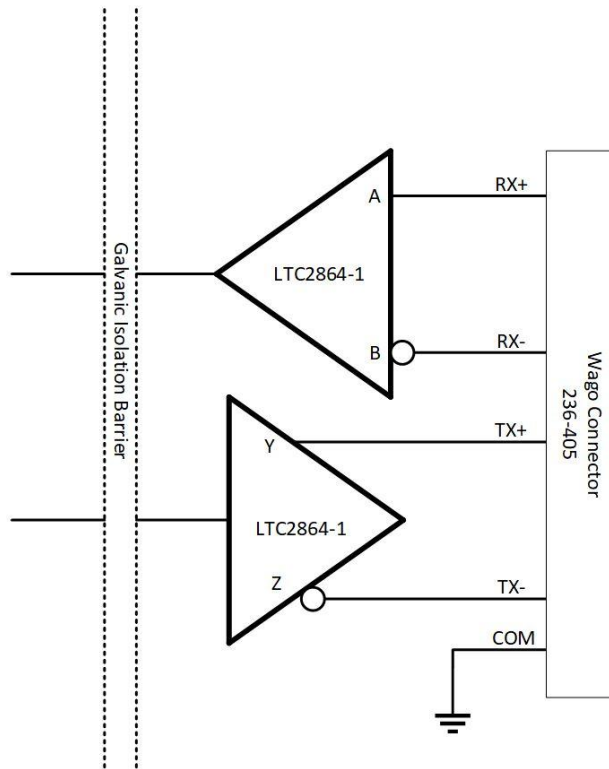 RX+
A
LTC2864-1
B
RX-
Galvanic Isolation Barrier
Wago Connector
236-405
TX+
Y
LTC2864-1
Z
TX-
COM